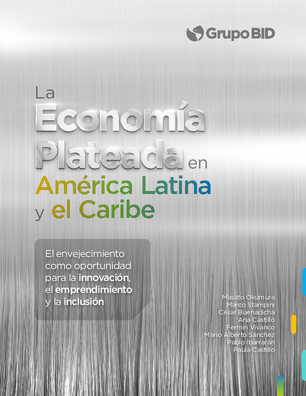 Grupo BID
La
Economía
Plateada en
América Latina
y el Caribe
El envejecimiento
como oportunidad
para la innovación,
el emprendimiento
y la inclusión
Masato Okumura
Marco Stampini
César Buenadicha
Ana Castillo
Fermín Vivanco
Mario Alberto Sánchez
Pablo Ibarrarán
Paula Castillo